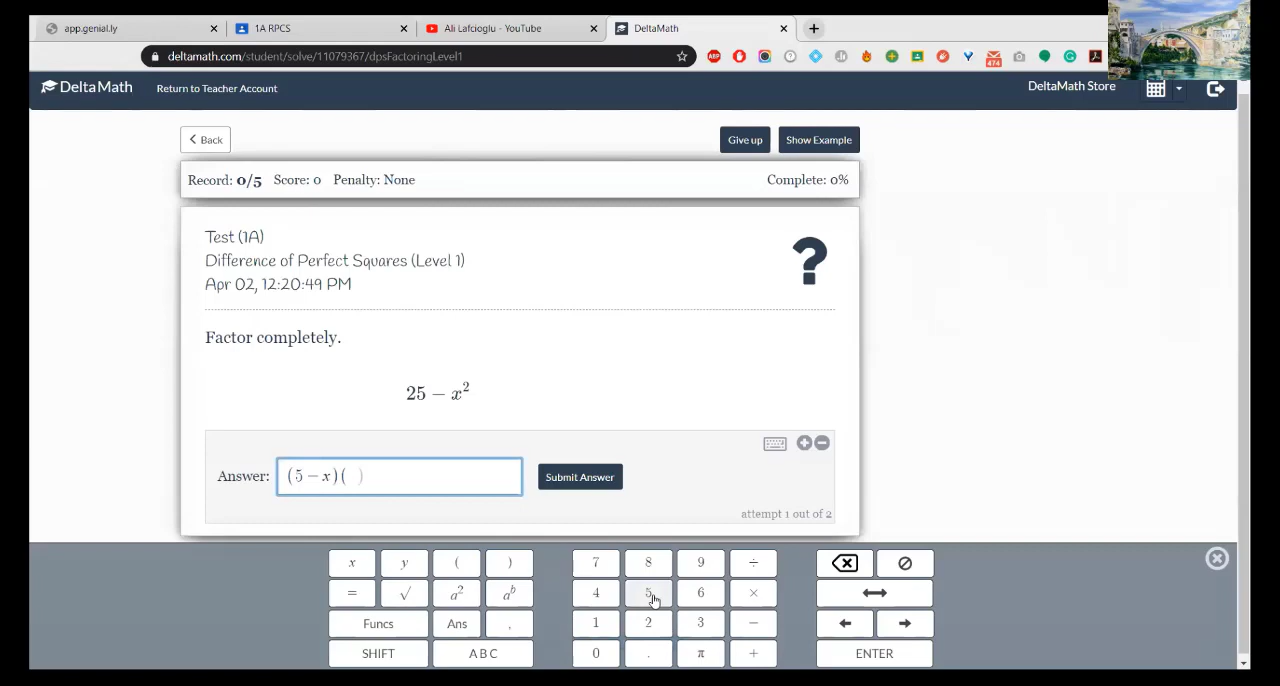 app.genial.ly
1A RPCS
Ali Lafcioglu - YouTube
DeltaMath
deltamath.com/student/solve/11079367/dpsFactoringLevel1
ABP
474
DeltaMath
Return to Teacher Account
DeltaMath Store
Back
Give up
Show Example
Record: 0/5 Score: 0 Penalty: None
Complete: 0%
Test (1A)
Difference of Perfect Squares (Level 1)
Apr 02, 12:20:49 PM
?
Factor completely.
25 − x²
Answer: (5 − x)( )
Submit Answer
attempt 1 out of 2
x y ( ) 7 8 9 ÷
= √ a² aᵇ 4 5 6 ×
Funcs Ans , 1 2 3 −
SHIFT A B C 0 . π + ENTER